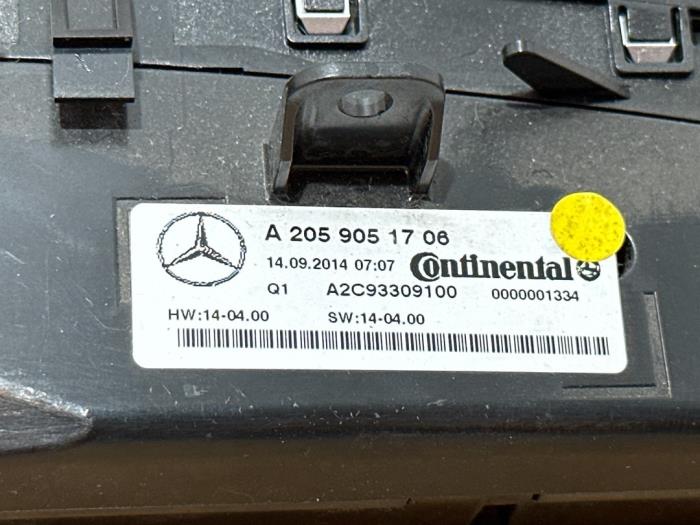 A 205 905 17 06
14.09.2014 07:07 Continental
Q1 A2C93309100 0000001334
HW:14-04.00 SW:14-04.00